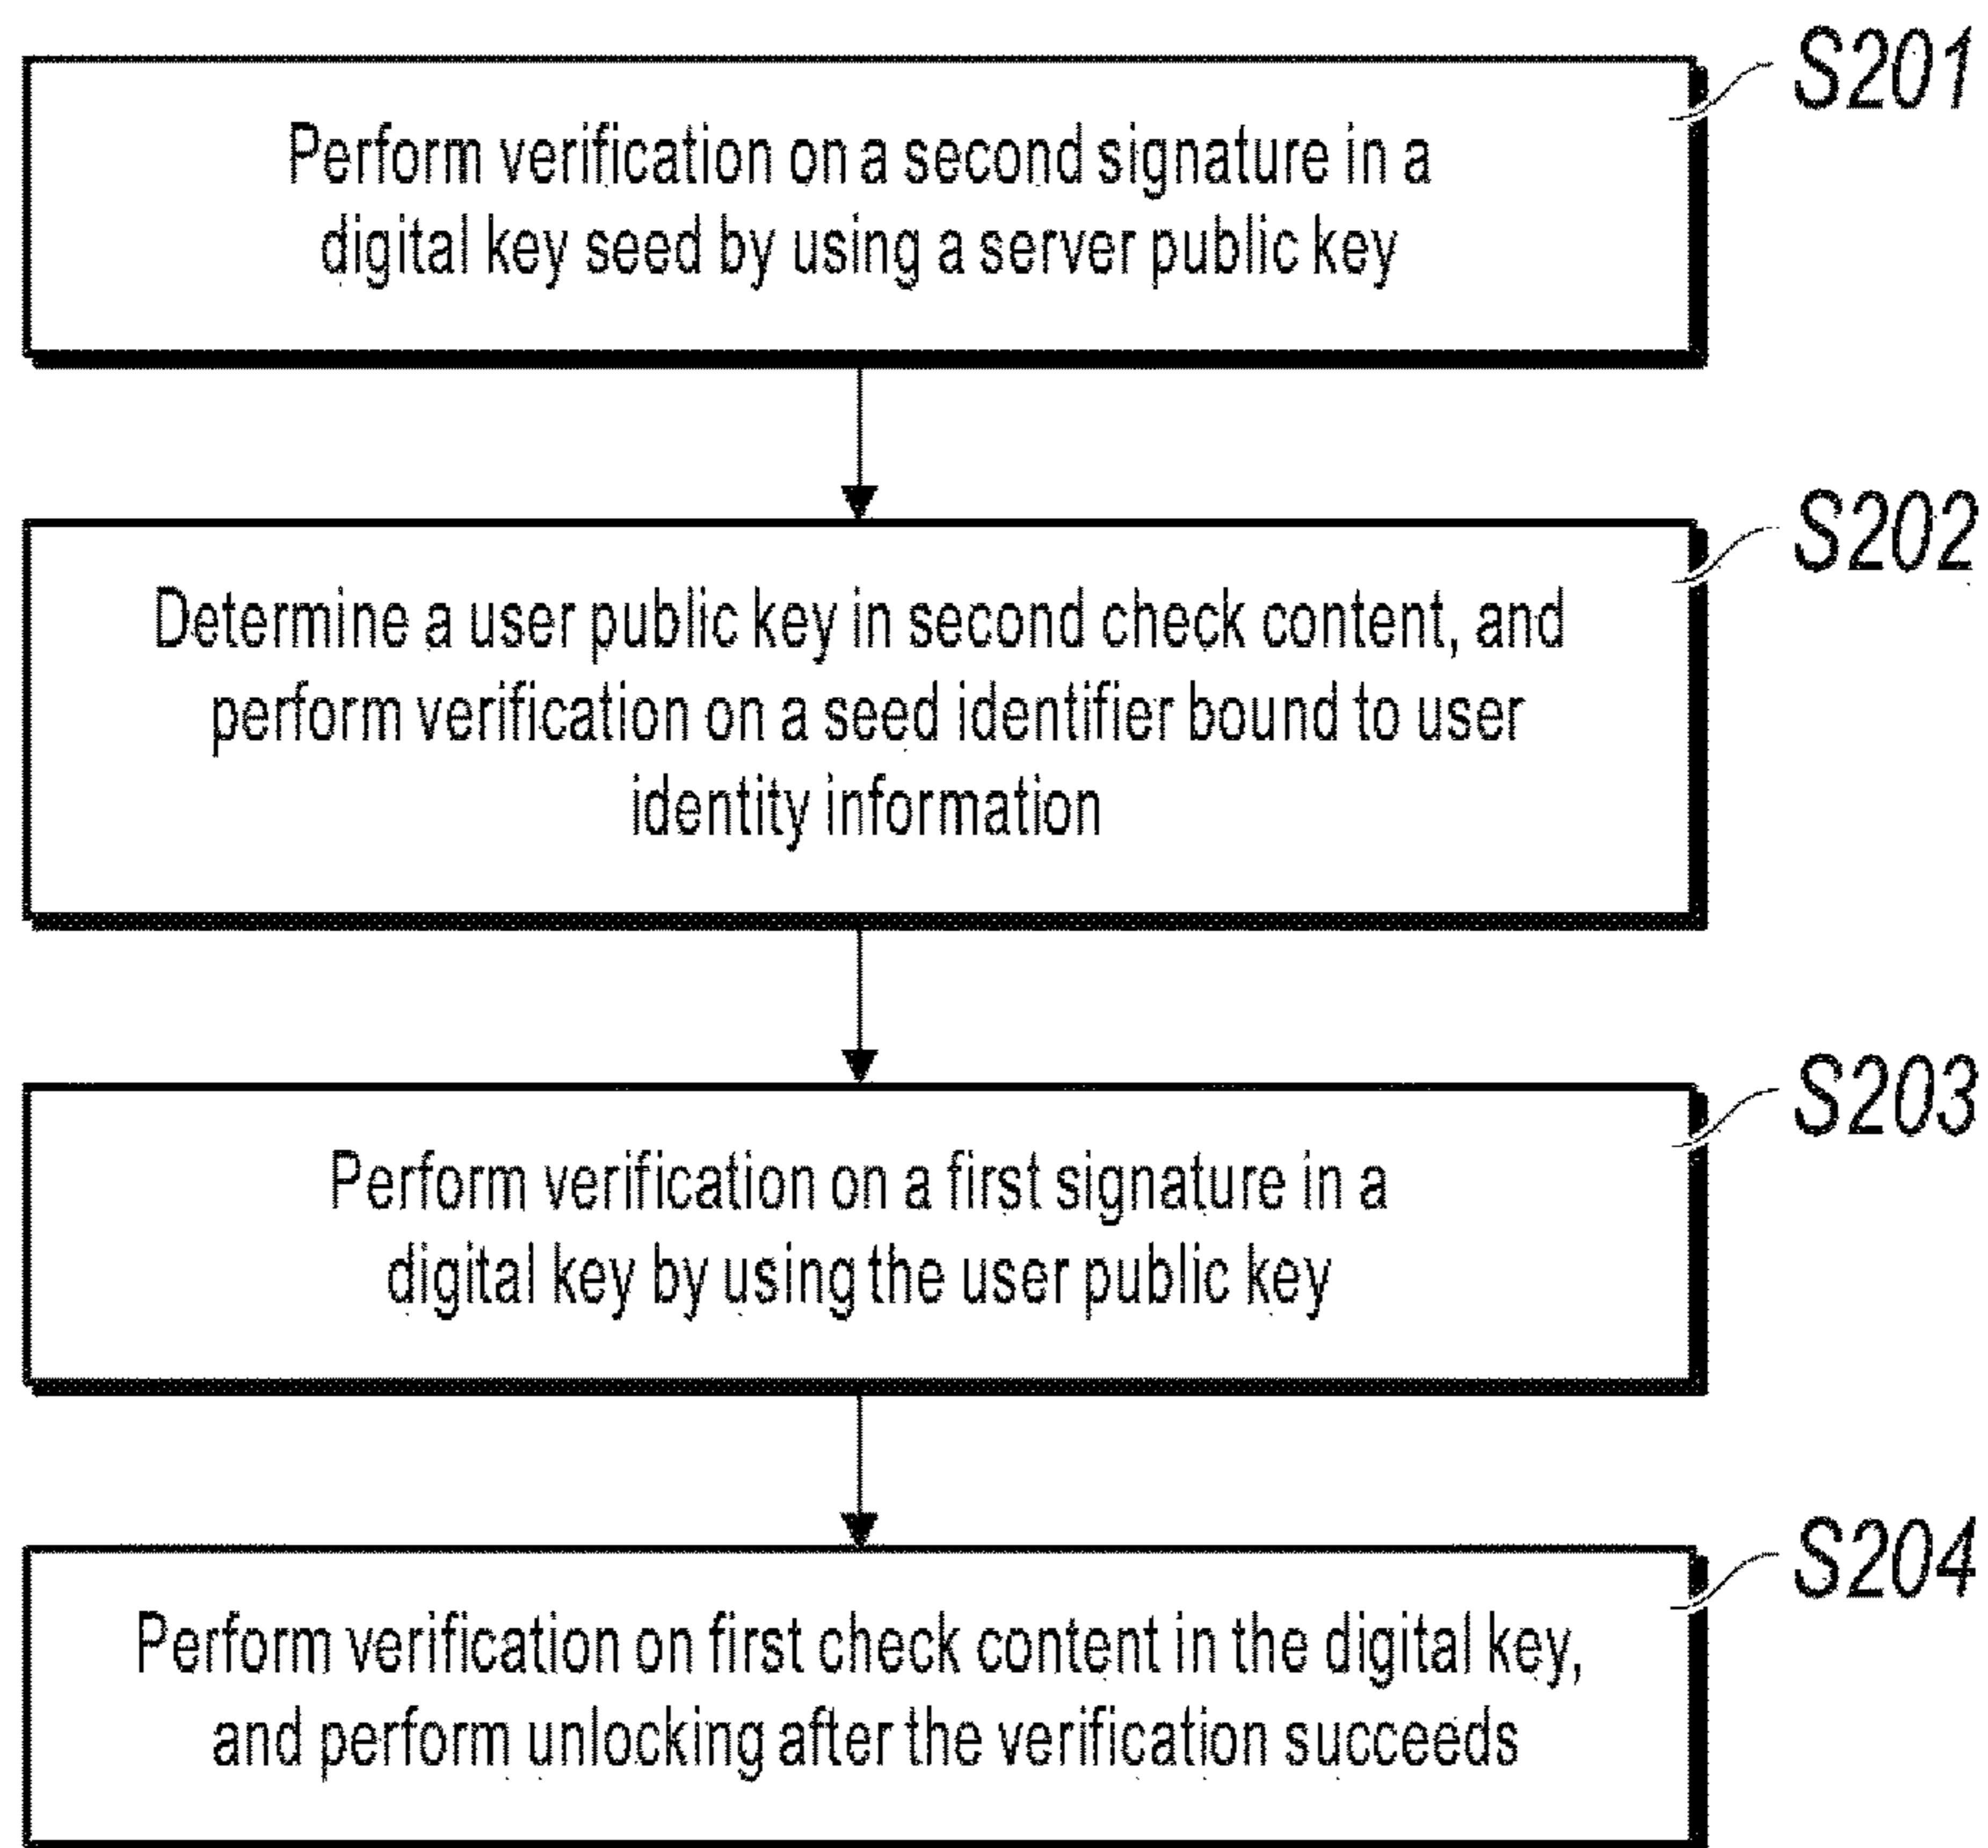 S201
Perform verification on a second signature in a
digital key seed by using a server public key
S202
Determine a user public key in second check content, and
perform verification on a seed identifier bound to user
identity information
S203
Perform verification on a first signature in a
digital key by using the user public key
S204
Perform verification on first check content in the digital key,
and perform unlocking after the verification succeeds